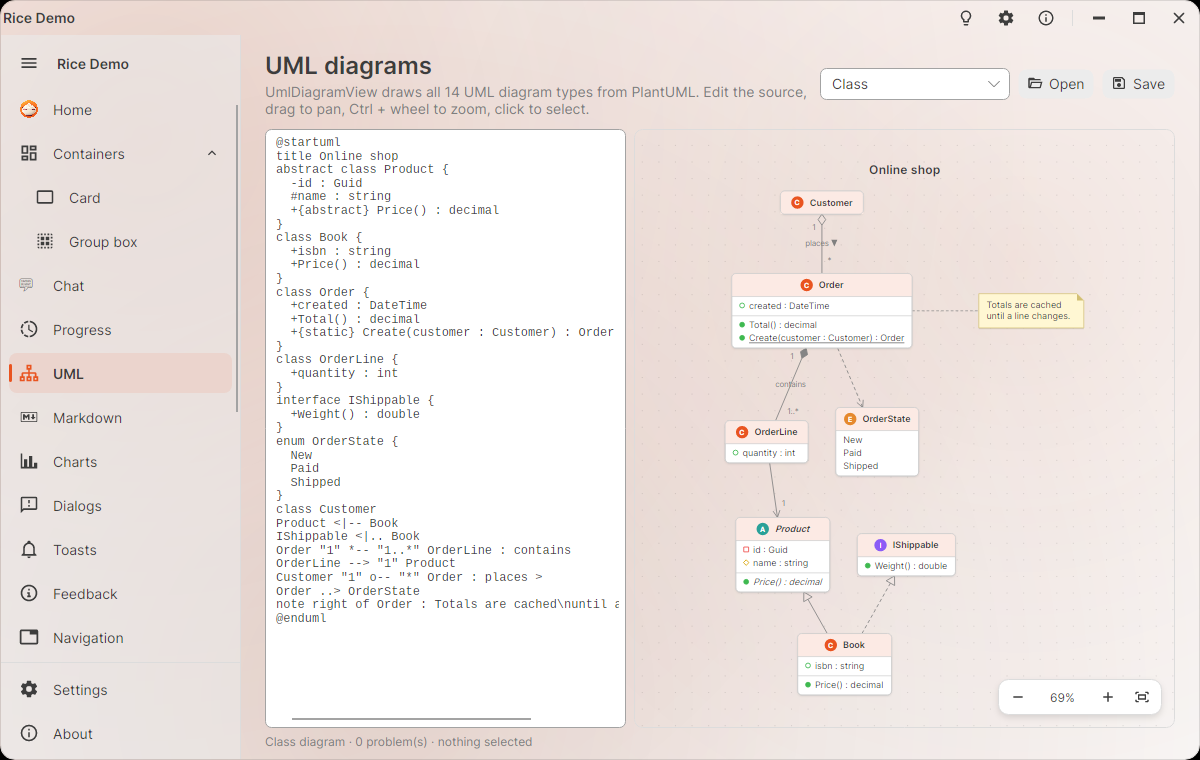 Rice Demo
Rice Demo
Home
Containers
Card
Group box
Chat
Progress
UML
Markdown
Charts
Dialogs
Toasts
Feedback
Navigation
Settings
About
UML diagrams
UmlDiagramView draws all 14 UML diagram types from PlantUML. Edit the source,
drag to pan, Ctrl + wheel to zoom, click to select.
Class
Open
Save
@startuml
title Online shop
abstract class Product {
  -id : Guid
  #name : string
  +{abstract} Price() : decimal
}
class Book {
  +isbn : string
  +Price() : decimal
}
class Order {
  +created : DateTime
  +Total() : decimal
  +{static} Create(customer : Customer) : Order
}
class OrderLine {
  +quantity : int
}
interface IShippable {
  +Weight() : double
}
enum OrderState {
  New
  Paid
  Shipped
}
class Customer
Product <|-- Book
IShippable <|.. Book
Order "1" *-- "1..*" OrderLine : contains
OrderLine --> "1" Product
Customer "1" o-- "*" Order : places >
Order ..> OrderState
note right of Order : Totals are cached\nuntil a
@enduml
Online shop
C Customer
1
places ▼
*
C Order
created : DateTime
Total() : decimal
Create(customer : Customer) : Order
Totals are cached
until a line changes.
1
contains
1..*
C OrderLine
quantity : int
E OrderState
New
Paid
Shipped
1
A Product
id : Guid
name : string
Price() : decimal
I IShippable
Weight() : double
C Book
isbn : string
Price() : decimal
69%
Class diagram · 0 problem(s) · nothing selected